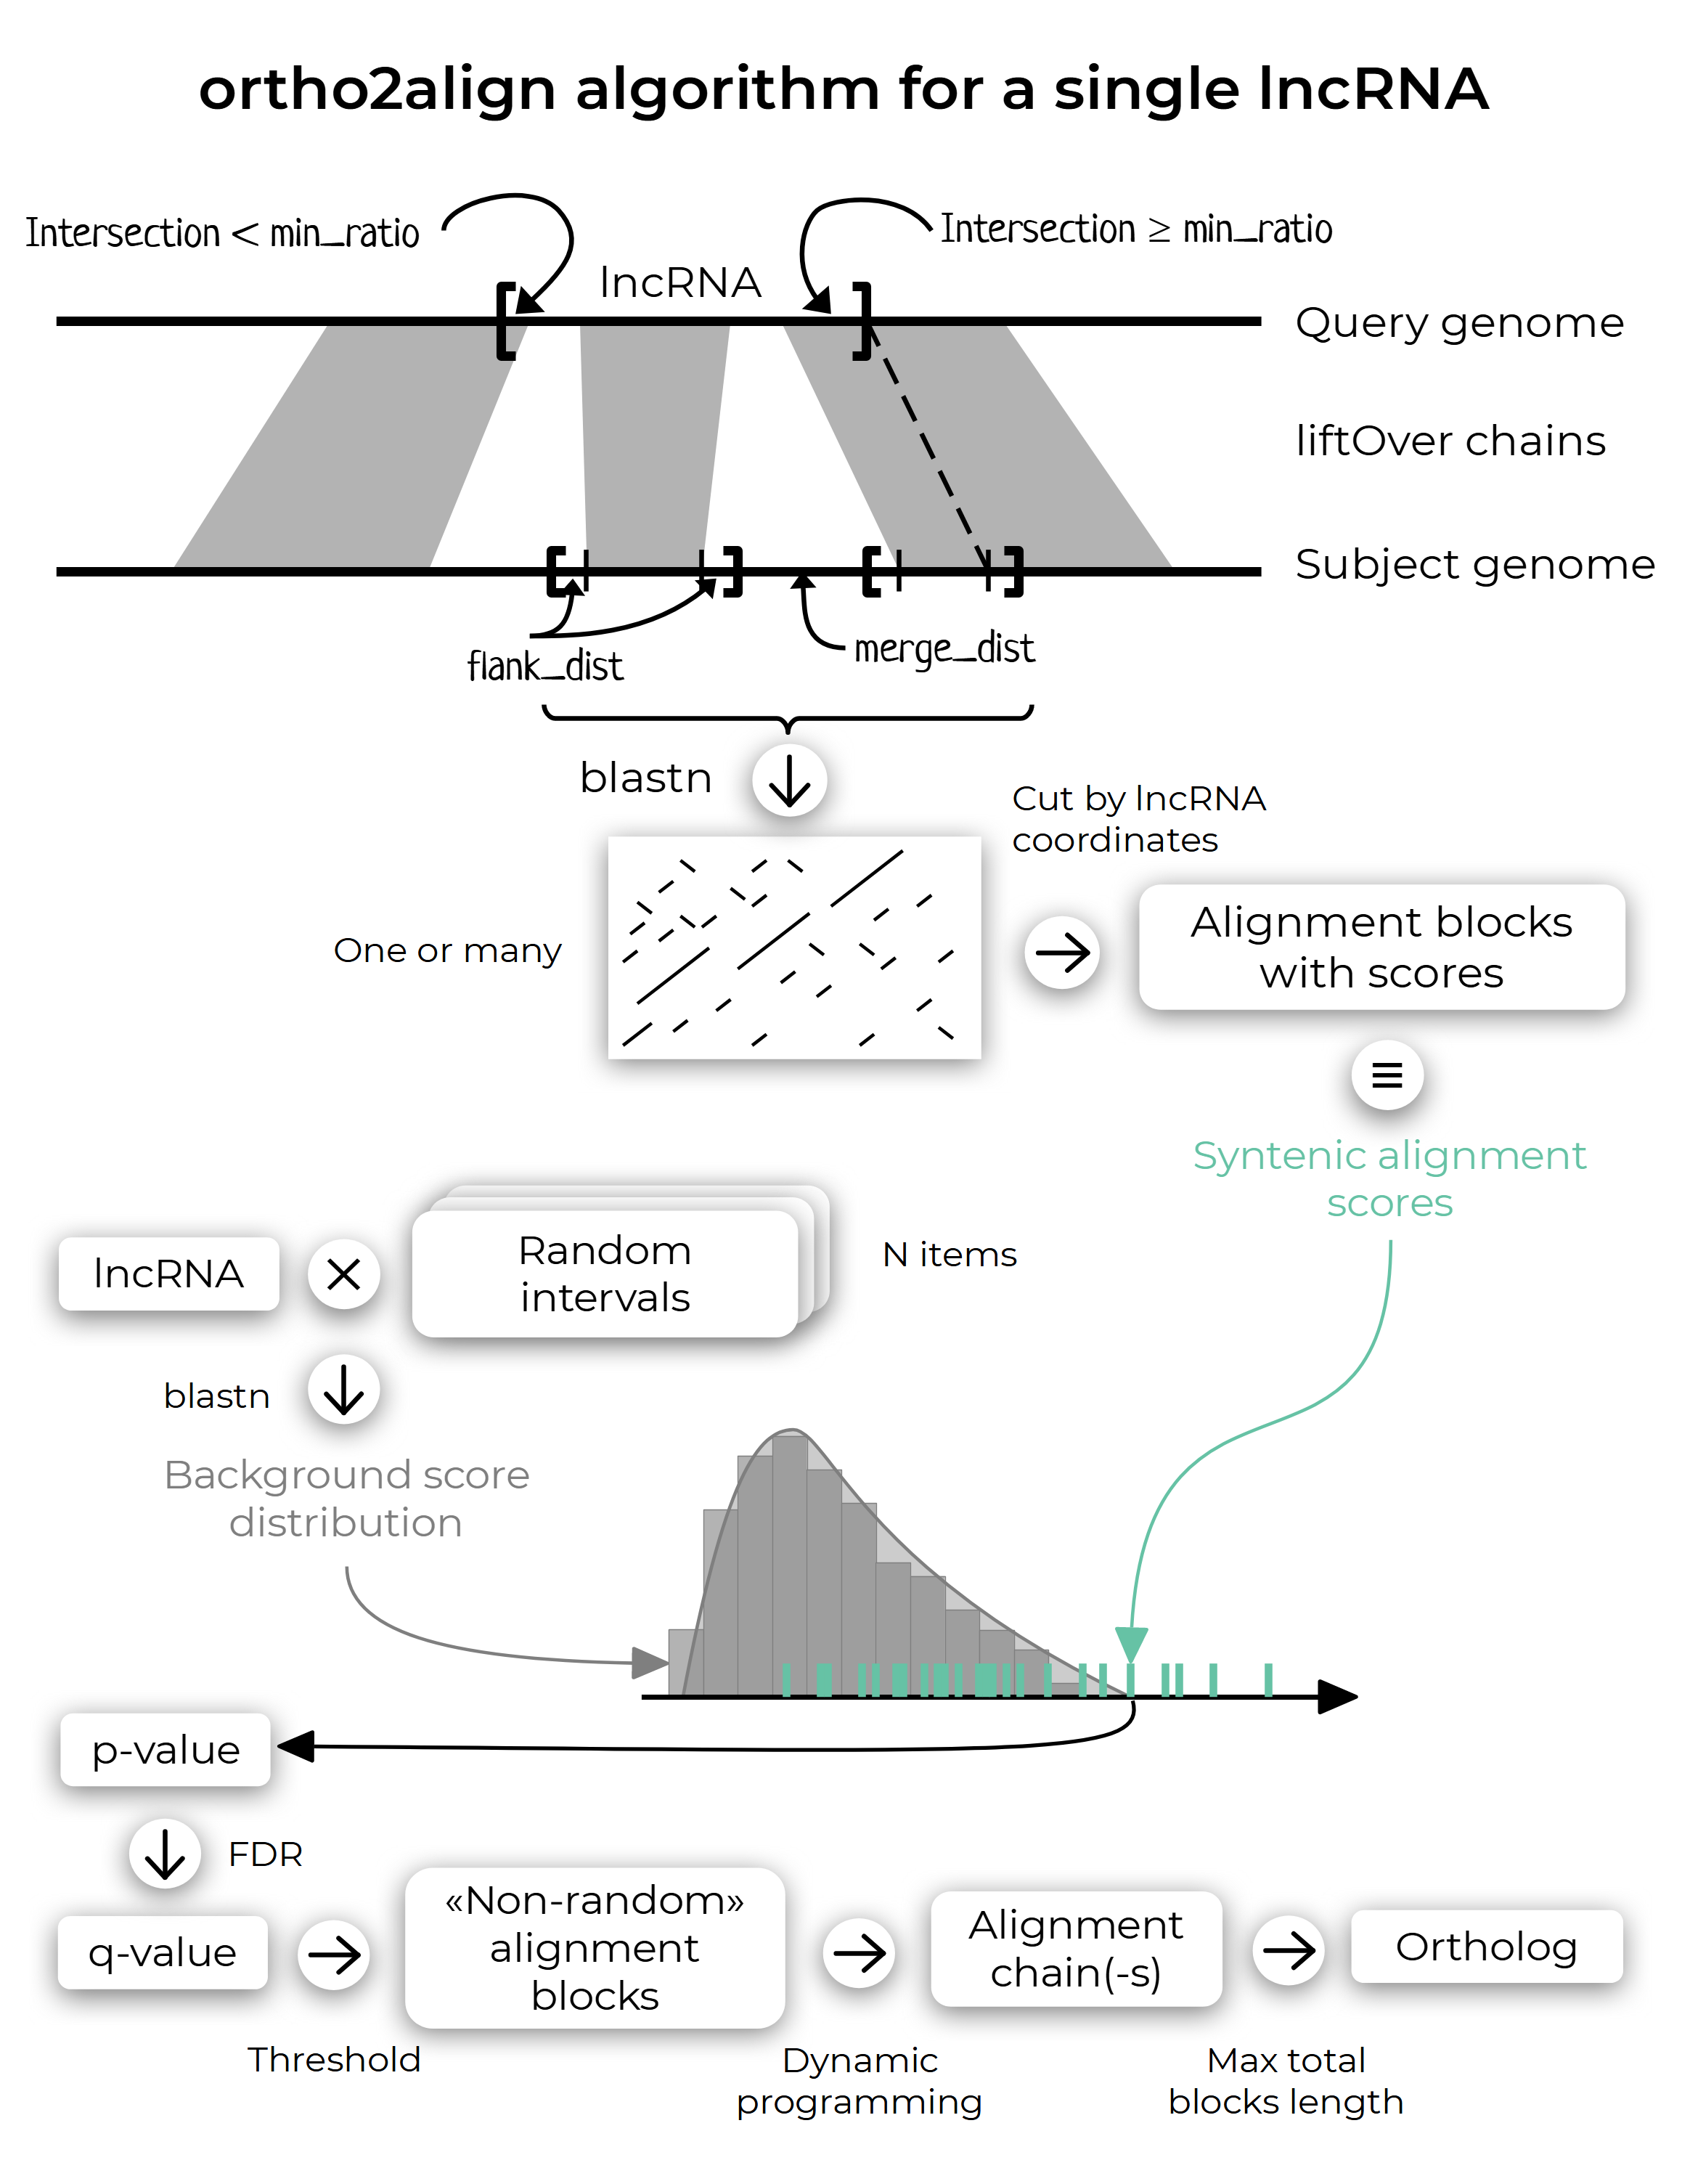 ortho2align algorithm for a single lncRNA
Intersection < min_ratio
Intersection ≥ min_ratio
lncRNA
Query genome
liftOver chains
Subject genome
flank_dist
merge_dist
blastn
Cut by lncRNA
coordinates
One or many
Alignment blocks
with scores
≡
Syntenic alignment
scores
lncRNA
×
Random
intervals
N items
blastn
Background score
distribution
p-value
FDR
q-value
Threshold
«Non-random»
alignment
blocks
Dynamic
programming
Alignment
chain(-s)
Max total
blocks length
Ortholog